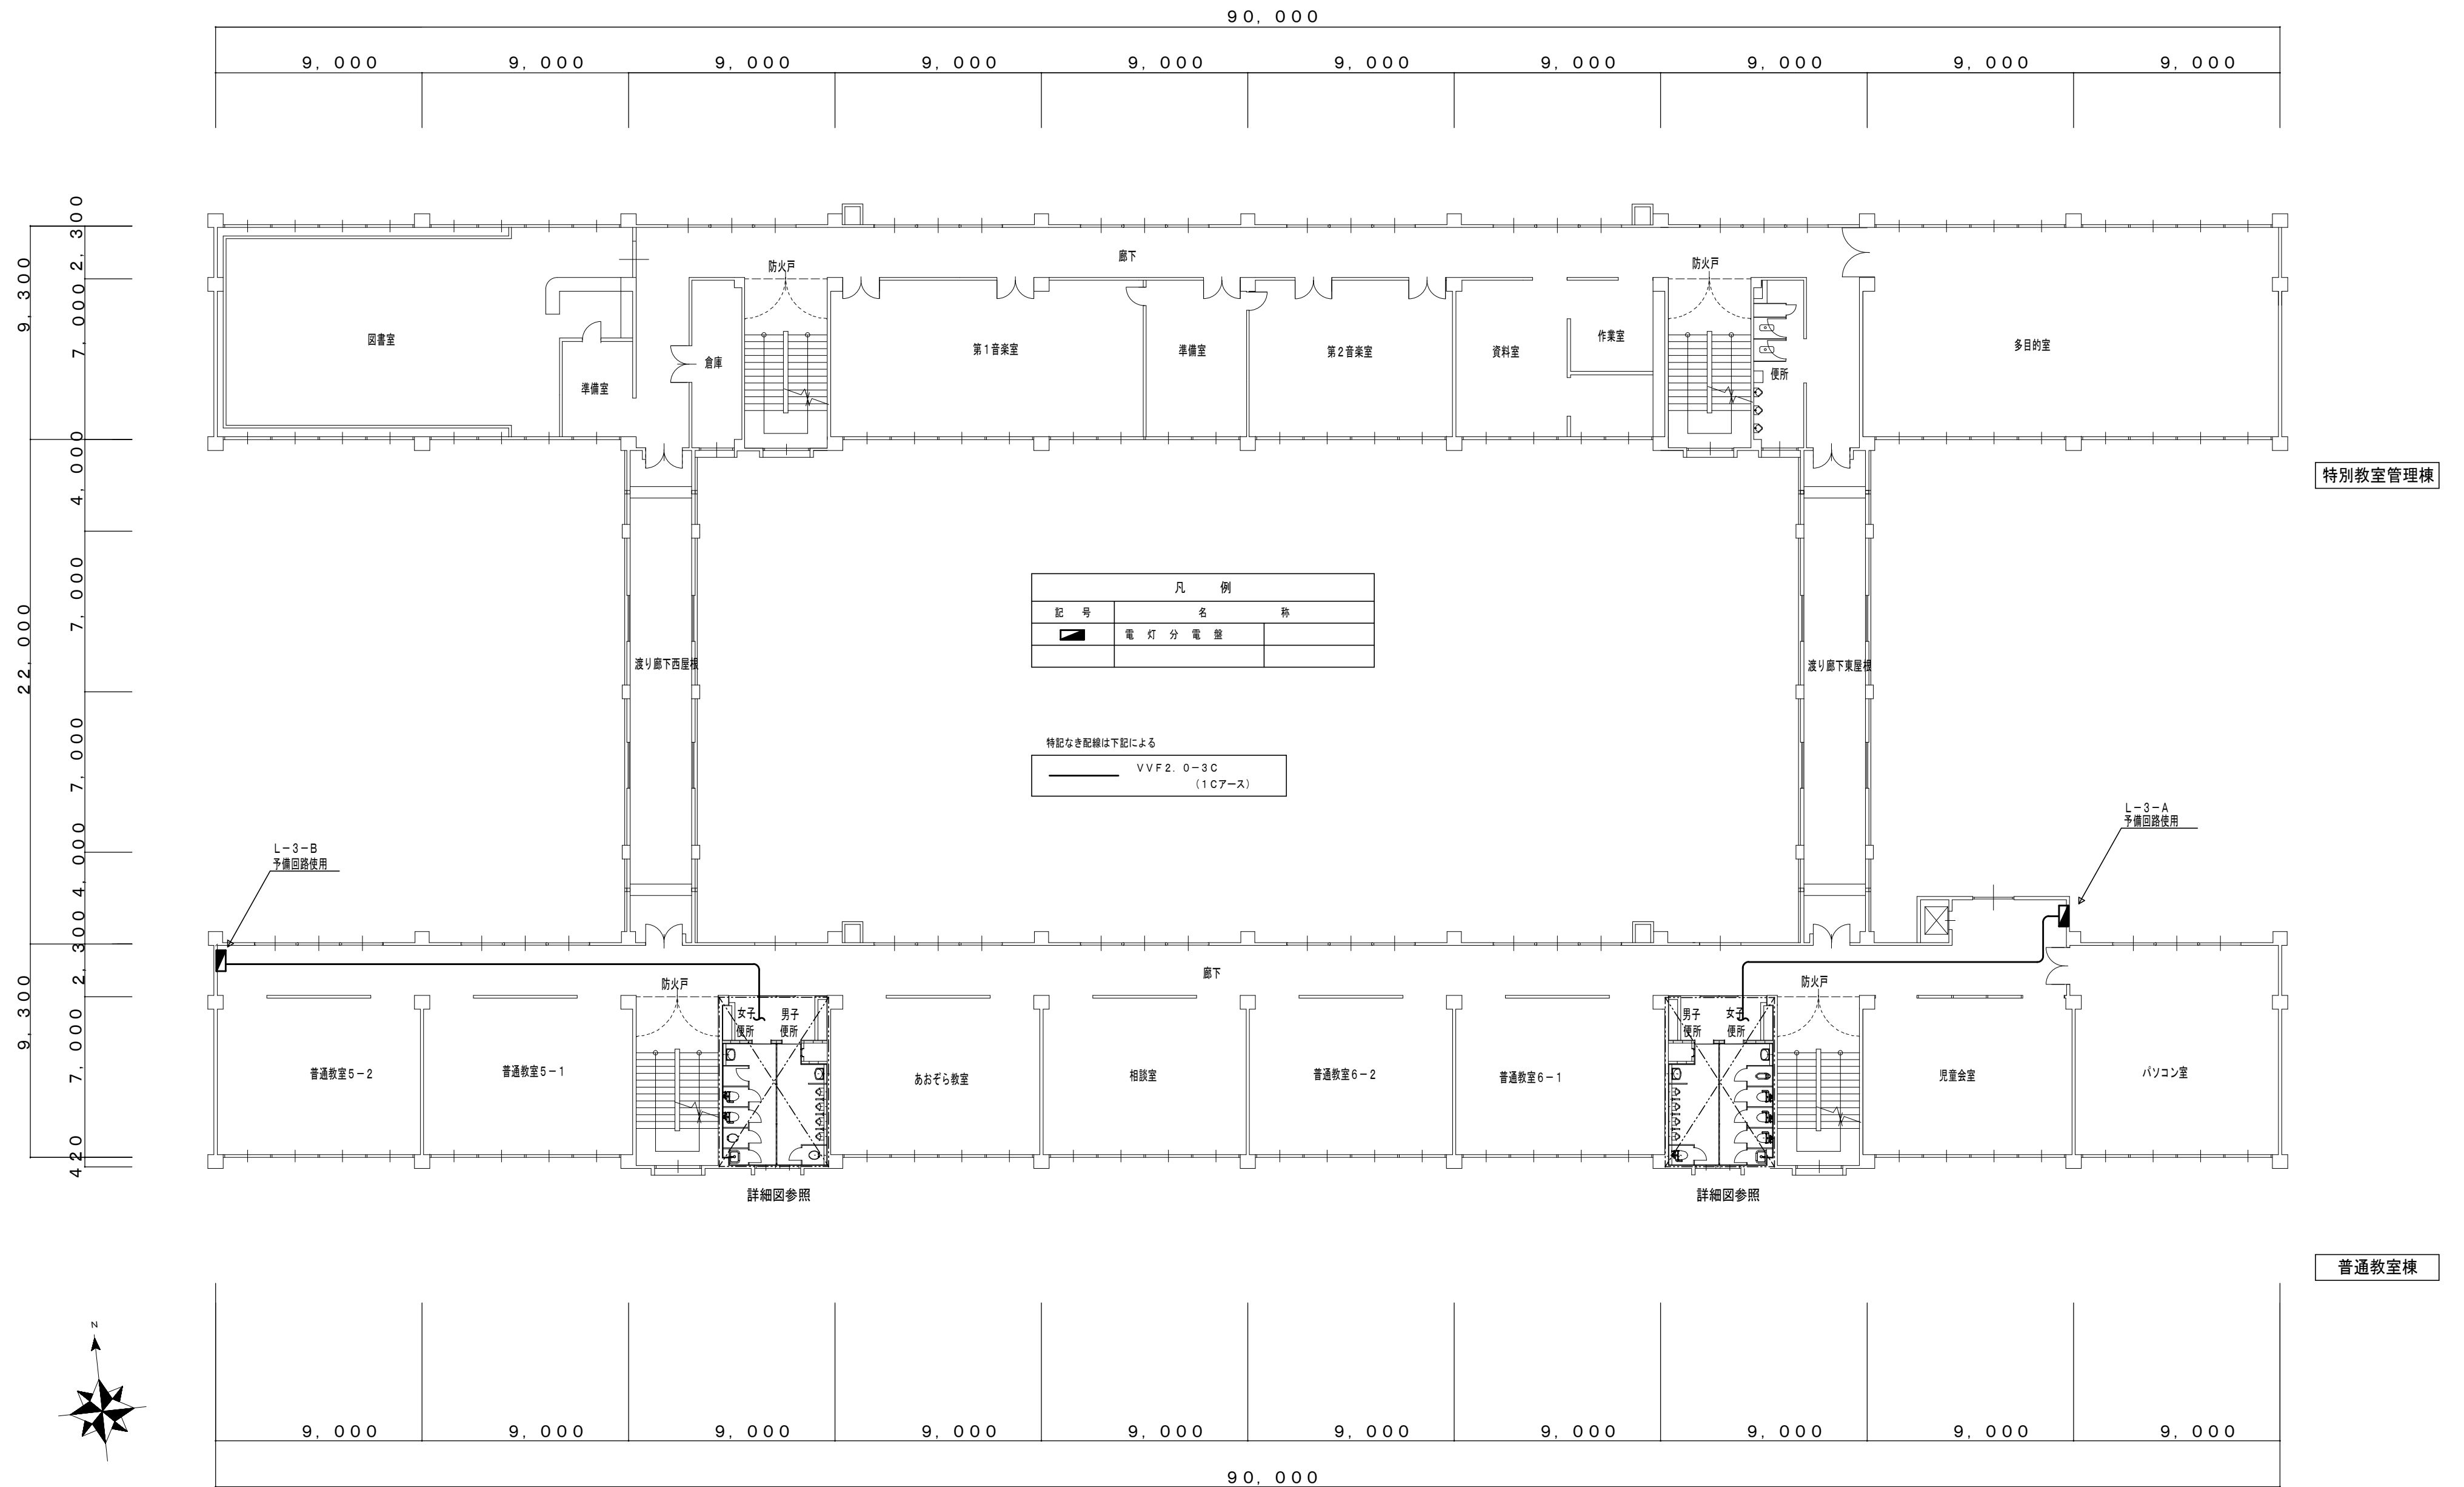 ９０，０００
９，０００ ９，０００ ９，０００ ９，０００ ９，０００ ９，０００ ９，０００ ９，０００ ９，０００ ９，０００
９，３００
２，３００
７，０００
４，０００
２２，０００
７，０００
７，０００
４，０００
９，３００
２，３００
７，０００
４２０
防火戸
廊下
防火戸
図書室
準備室
倉庫
第１音楽室
準備室
第２音楽室
資料室
作業室
便所
多目的室
特別教室管理棟
凡 例
記 号 名 称
電 灯 分 電 盤
渡り廊下西屋根
渡り廊下東屋根
特記なき配線は下記による
ＶＶＦ２．０－３Ｃ
（１Ｃアース）
Ｌ－３－Ａ
予備回路使用
Ｌ－３－Ｂ
予備回路使用
廊下
防火戸
防火戸
女子
便所
男子
便所
男子
便所
女子
便所
普通教室５－２
普通教室５－１
あおぞら教室
相談室
普通教室６－２
普通教室６－１
児童会室
パソコン室
詳細図参照
詳細図参照
普通教室棟
N
９，０００ ９，０００ ９，０００ ９，０００ ９，０００ ９，０００ ９，０００ ９，０００ ９，０００ ９，０００
９０，０００